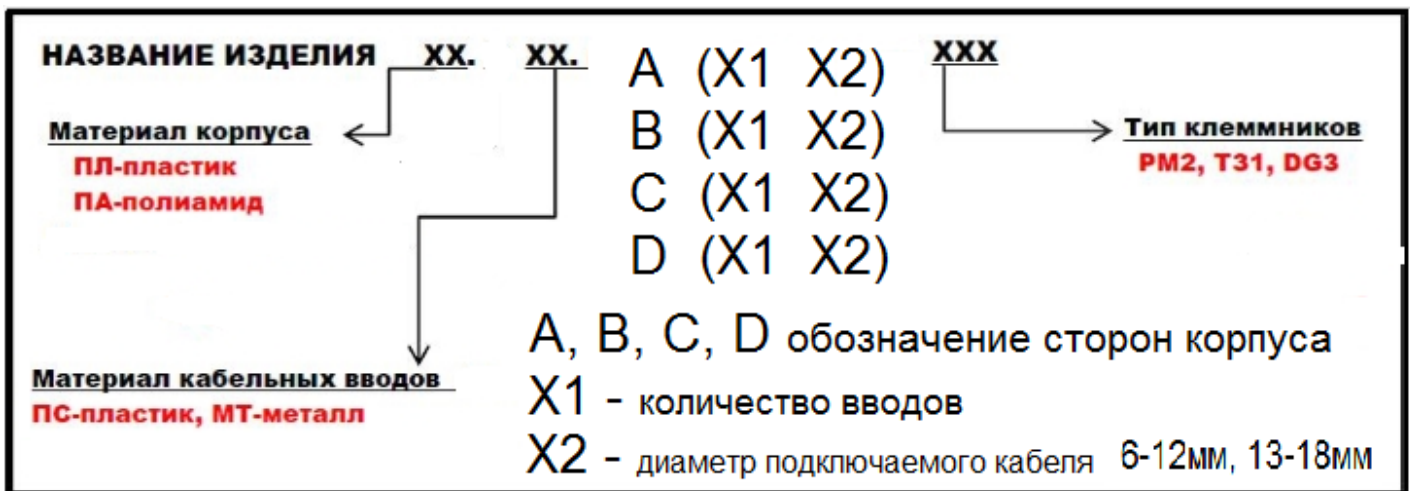 НАЗВАНИЕ ИЗДЕЛИЯ XX. XX. A (X1 X2) XXX
B (X1 X2)
C (X1 X2)
D (X1 X2)
Материал корпуса
ПЛ-пластик
ПА-полиамид
Тип клеммников
PM2, T31, DG3
Материал кабельных вводов
ПС-пластик, МТ-металл
A, B, C, D обозначение сторон корпуса
X1 - количество вводов
X2 - диаметр подключаемого кабеля 6-12мм, 13-18мм